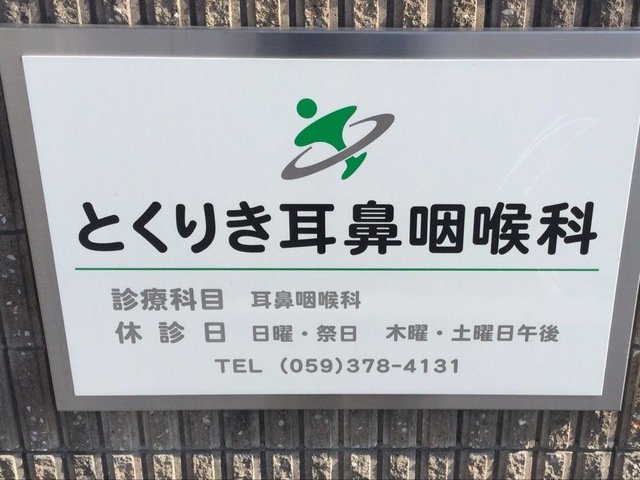 とくりき耳鼻咽喉科
診療科目 耳鼻咽喉科
休診日 日曜・祭日 木曜・土曜日午後
TEL (059)378-4131